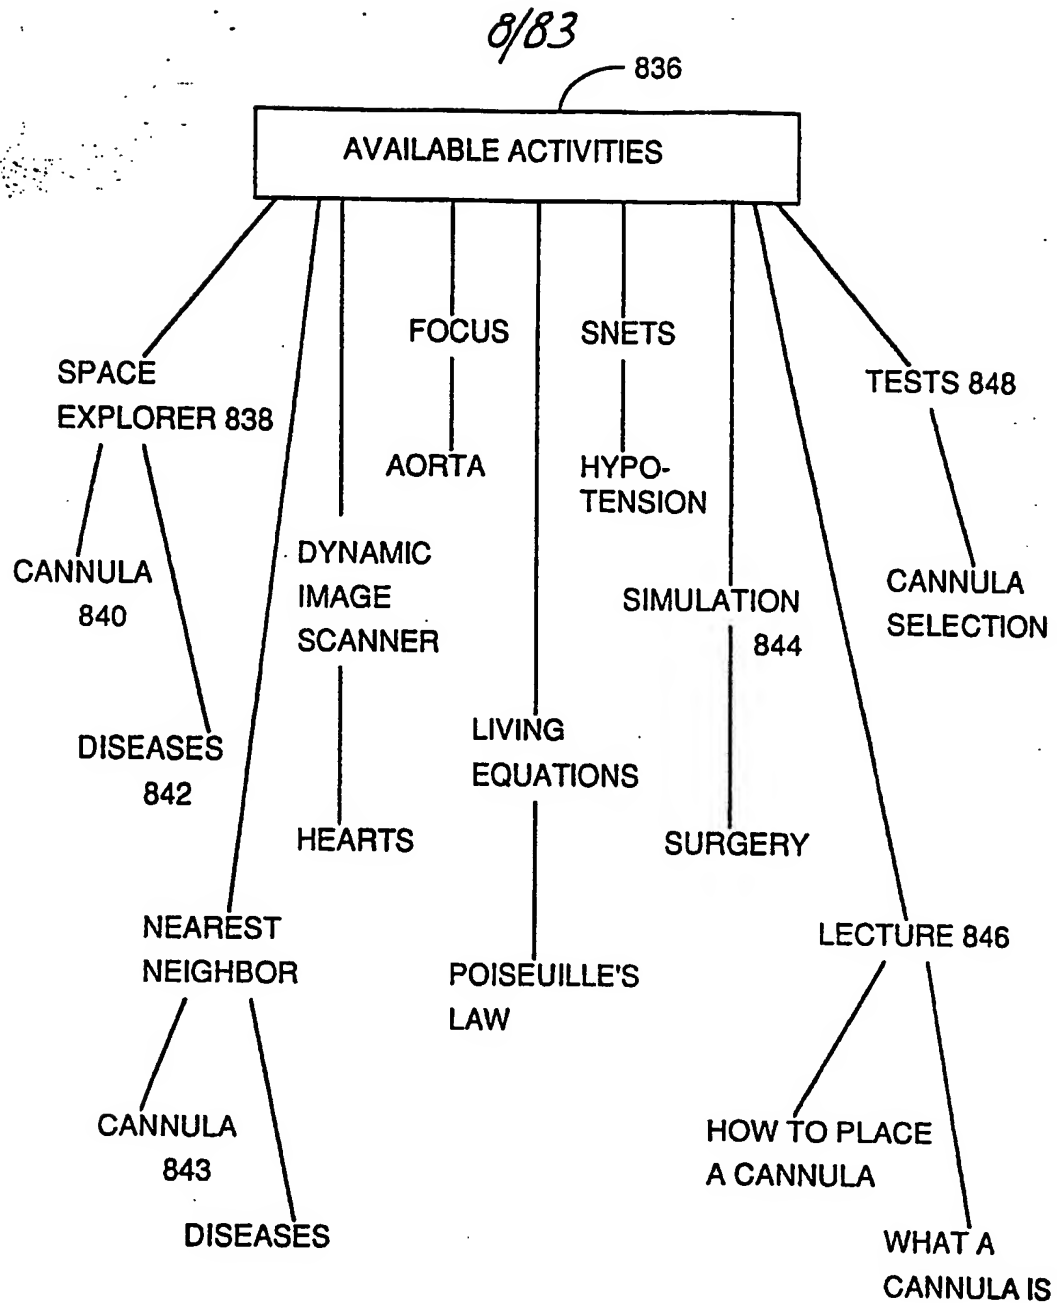 8/83
836
AVAILABLE ACTIVITIES
FOCUS
SNETS
SPACE
EXPLORER 838
TESTS 848
AORTA
HYPO-
TENSION
CANNULA
840
DYNAMIC
IMAGE
SCANNER
SIMULATION
844
CANNULA
SELECTION
DISEASES
842
LIVING
EQUATIONS
HEARTS
SURGERY
NEAREST
NEIGHBOR
LECTURE 846
POISEUILLE'S
LAW
CANNULA
843
HOW TO PLACE
A CANNULA
DISEASES
WHAT A
CANNULA IS